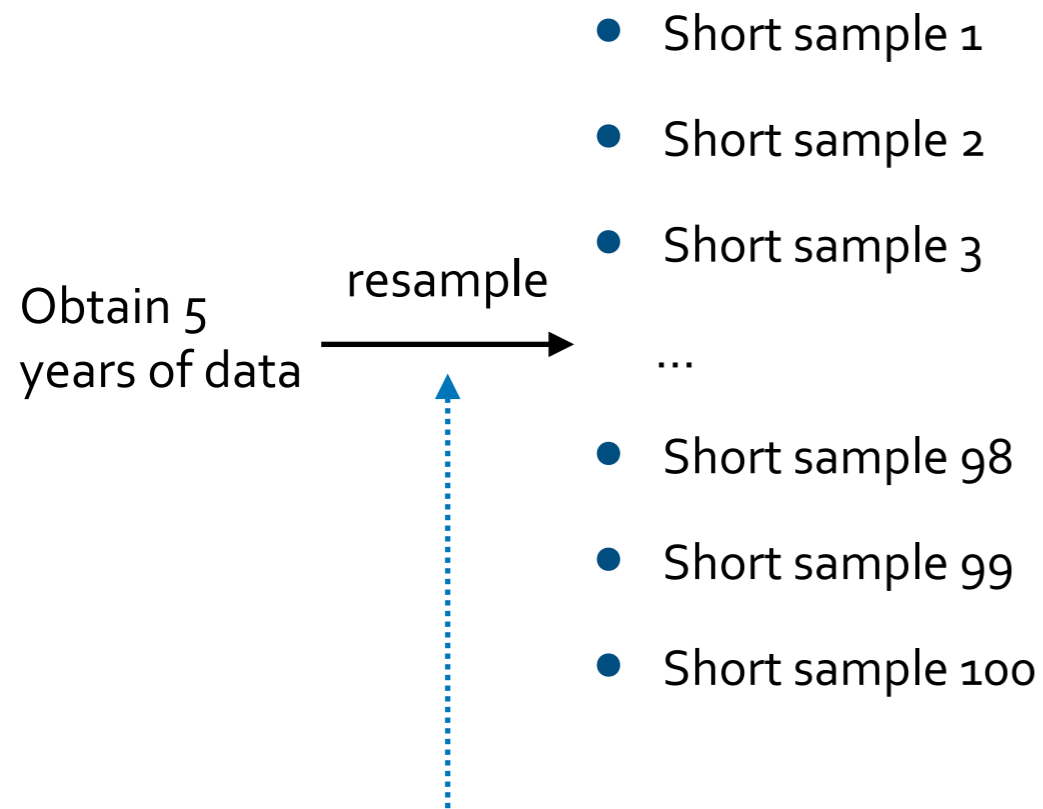 Short sample 1
Short sample 2
Short sample 3
resample
Obtain 5
years of data
...
Short sample 98
Short sample 99
Short sample 100